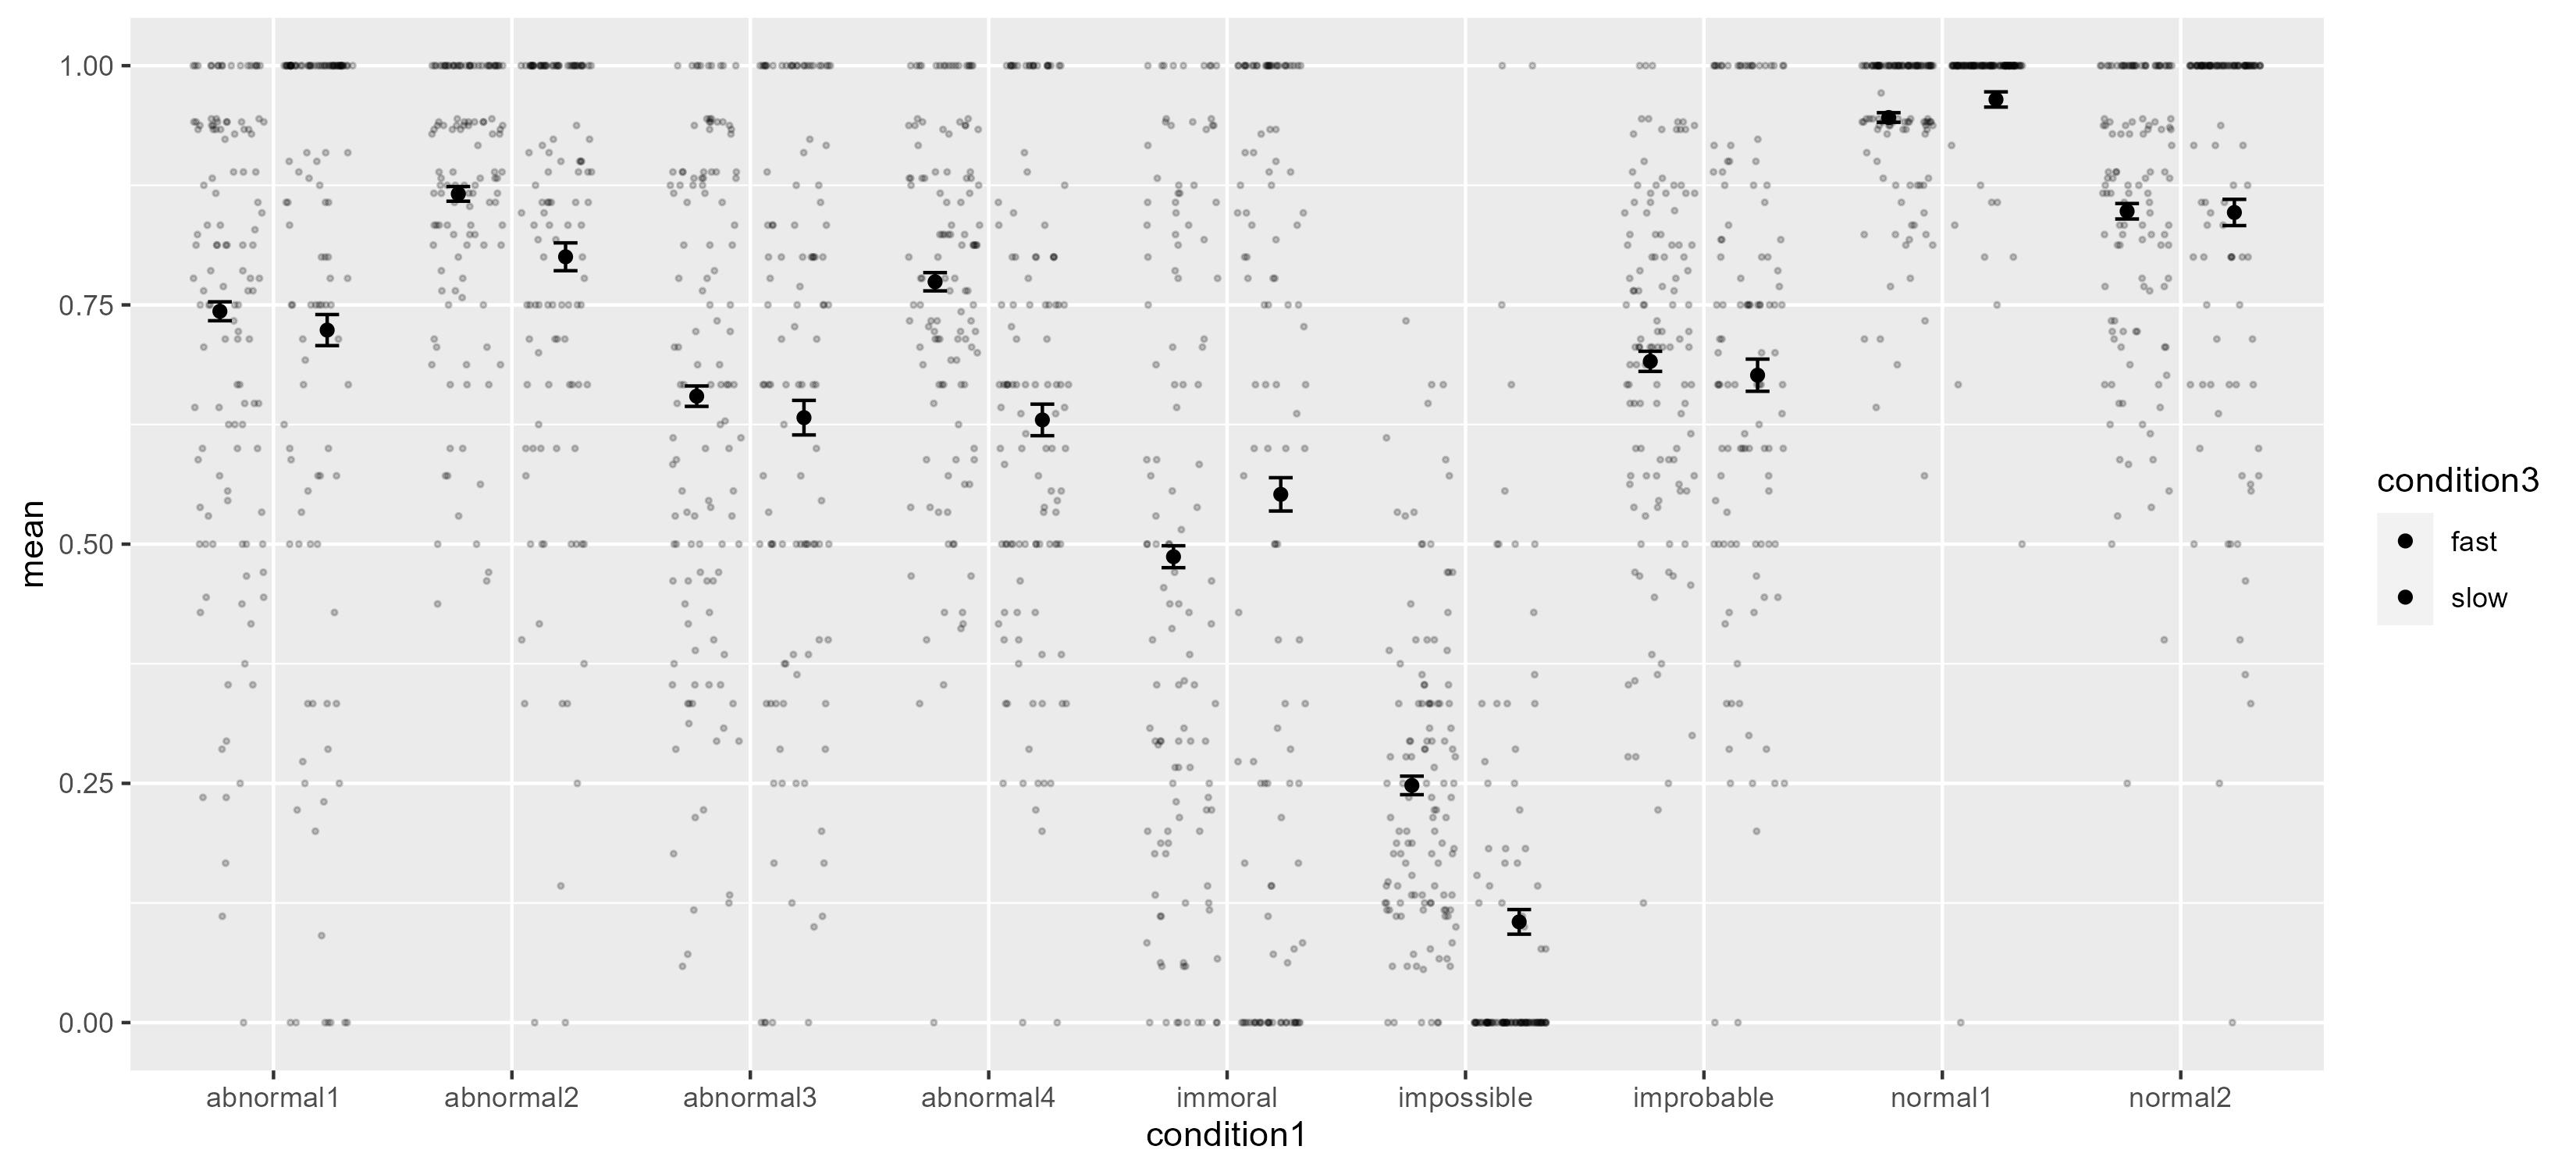 mean
1.00
0.75
0.50
0.25
0.00
abnormal1 abnormal2 abnormal3 abnormal4 immoral impossible improbable normal1 normal2
condition1
condition3
fast
slow